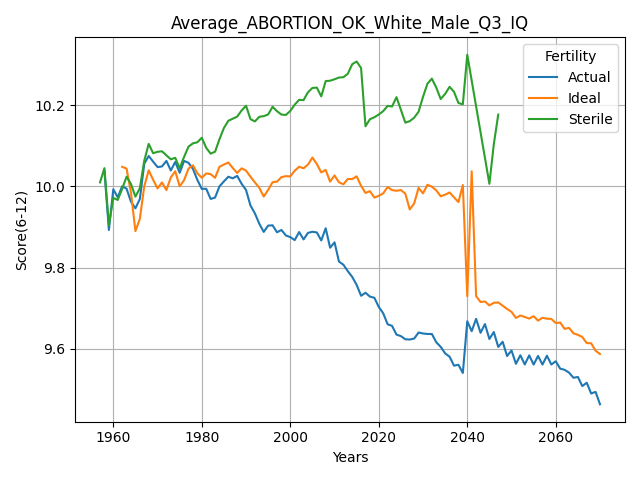 Average_ABORTION_OK_White_Male_Q3_IQ
Fertility
Actual
Ideal
Sterile
Score(6-12)
10.2
10.0
9.8
9.6
1960 1980 2000 2020 2040 2060
Years